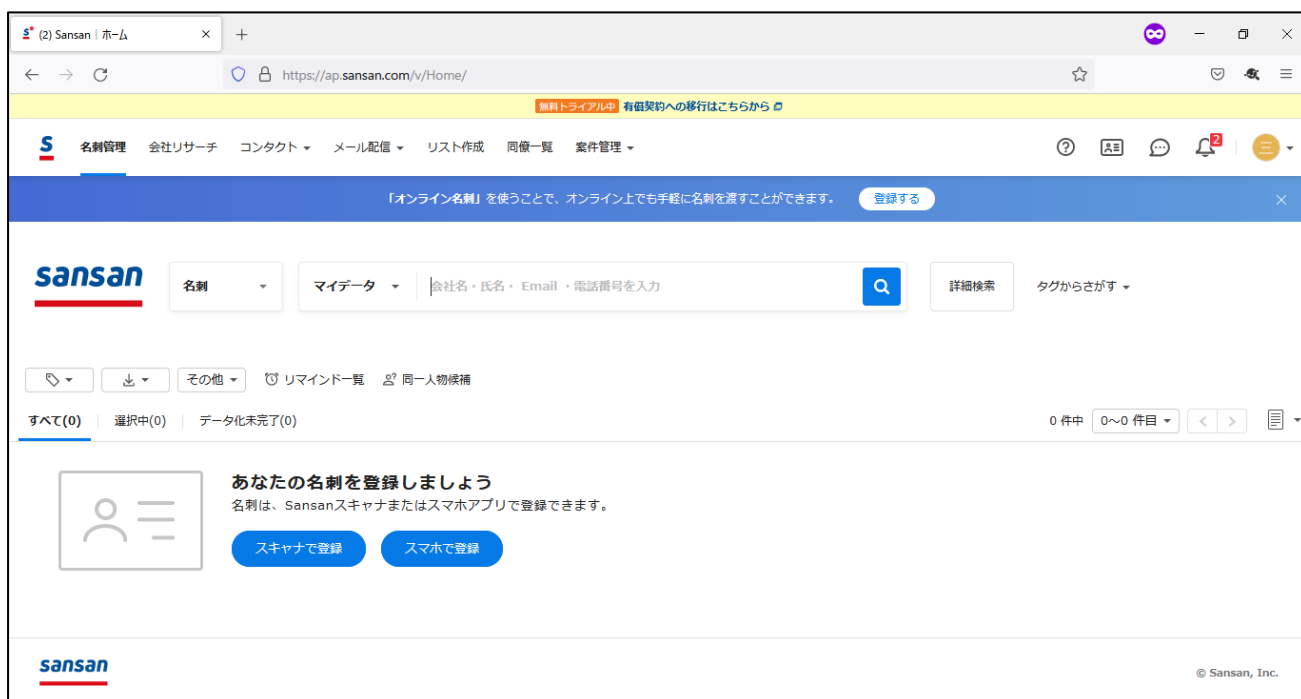 (2) Sansan | ホーム
https://ap.sansan.com/v/Home/
無料トライアル中 有償契約への移行はこちらから
S 名刺管理 会社リサーチ コンタクト メール配信 リスト作成 同僚一覧 案件管理 2 三
「オンライン名刺」を使うことで、オンライン上でも手軽に名刺を渡すことができます。 登録する
sansan 名刺 マイデータ 会社名・氏名・ Email ・電話番号を入力 詳細検索 タグからさがす
その他 リマインド一覧 同一人物候補
すべて(0) 選択中(0) データ化未完了(0) 0 件中 0~0 件目
あなたの名刺を登録しましょう
名刺は、Sansanスキャナまたはスマホアプリで登録できます。
スキャナで登録 スマホで登録
sansan © Sansan, Inc.